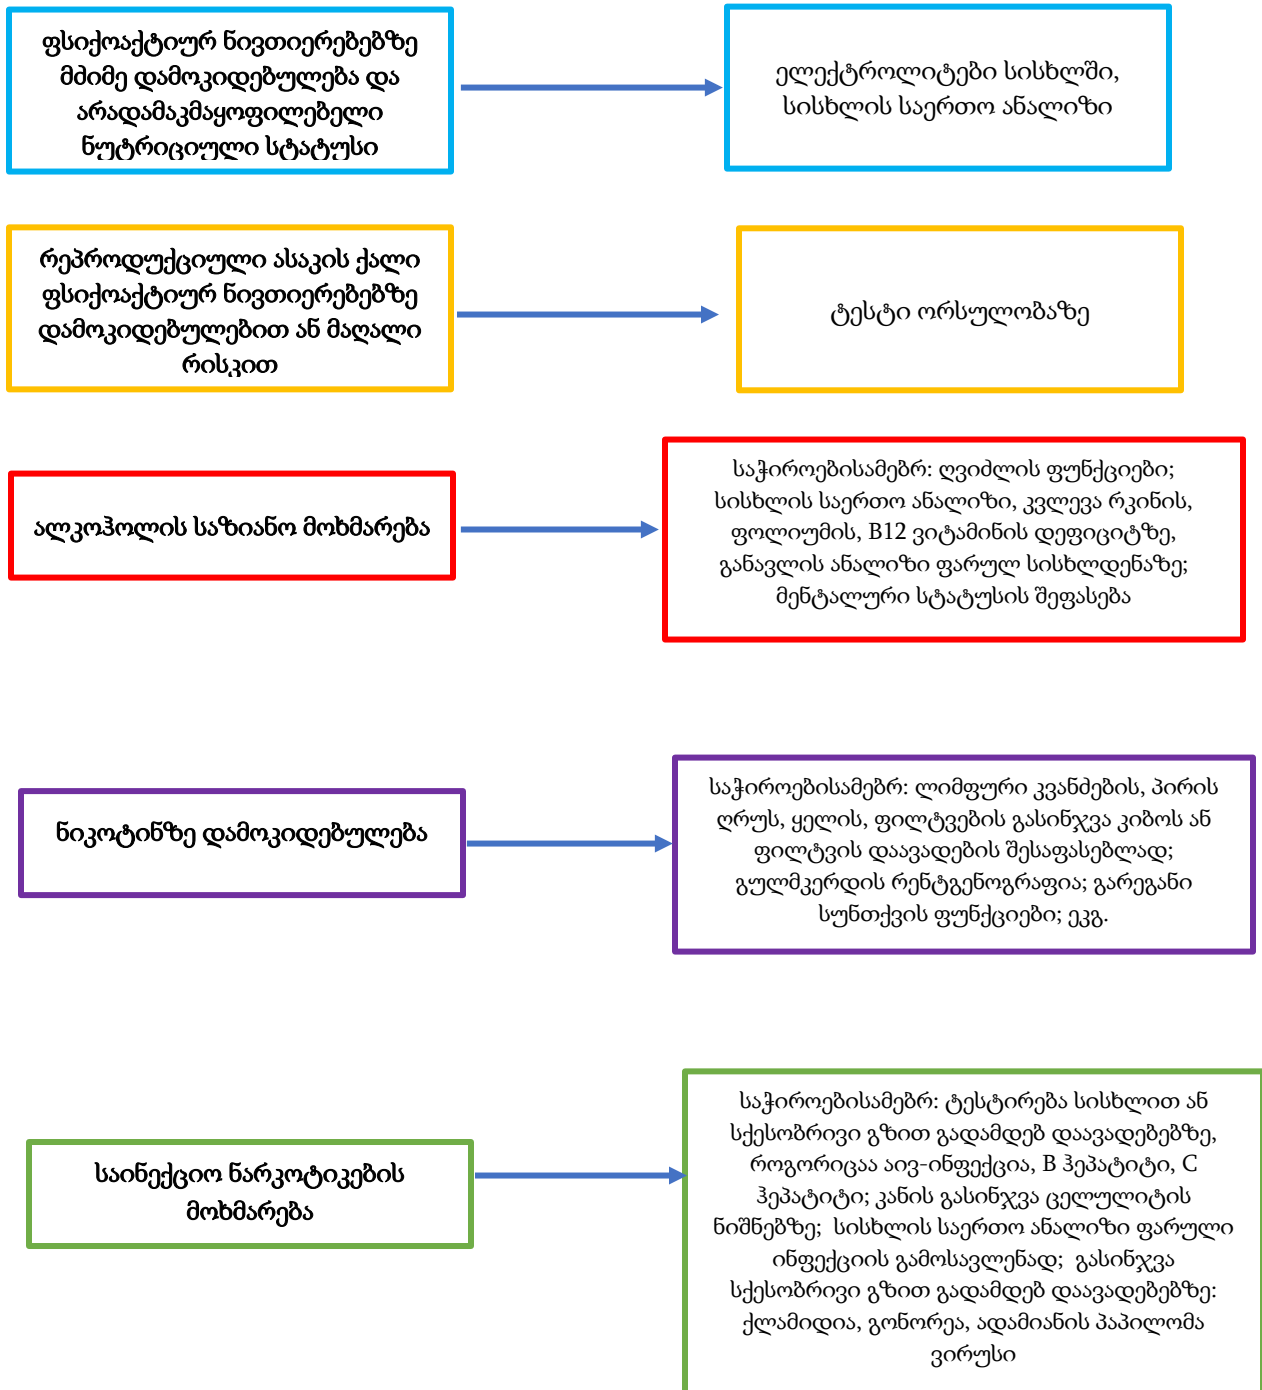 ფსიქოაქტიურ ნივთიერებებზე
მძიმე დამოკიდებულება და
არადამაკმაყოფილებელი
ნუტრიციული სტატუსი
ელექტროლიტები სისხლში,
სისხლის საერთო ანალიზი
რეპროდუქციული ასაკის ქალი
ფსიქოაქტიურ ნივთიერებებზე
დამოკიდებულებით ან მაღალი
რისკით
ტესტი ორსულობაზე
ალკოჰოლის საზიანო მოხმარება
საჭიროებისამებრ: ღვიძლის ფუნქციები;
სისხლის საერთო ანალიზი, კვლევა რკინის,
ფოლიუმის, B12 ვიტამინის დეფიციტზე,
განავლის ანალიზი ფარულ სისხლდენაზე;
მენტალური სტატუსის შეფასება
ნიკოტინზე დამოკიდებულება
საჭიროებისამებრ: ლიმფური კვანძების, პირის
ღრუს, ყელის, ფილტვების გასინჯვა კიბოს ან
ფილტვის დაავადების შესაფასებლად;
გულმკერდის რენტგენოგრაფია; გარეგანი
სუნთქვის ფუნქციები; ეკგ.
საინექციო ნარკოტიკების
მოხმარება
საჭიროებისამებრ: ტესტირება სისხლით ან
სქესობრივი გზით გადამდებ დაავადებებზე,
როგორიცაა აივ-ინფექცია, B ჰეპატიტი, C
ჰეპატიტი; კანის გასინჯვა ცელულიტის
ნიშნებზე; სისხლის საერთო ანალიზი ფარული
ინფექციის გამოსავლენად; გასინჯვა
სქესობრივი გზით გადამდებ დაავადებებზე:
ქლამიდია, გონორეა, ადამიანის პაპილომა
ვირუსი